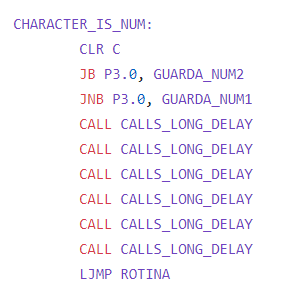 CHARACTER_IS_NUM:
CLR C
JB P3.0, GUARDA_NUM2
JNB P3.0, GUARDA_NUM1
CALL CALLS_LONG_DELAY
CALL CALLS_LONG_DELAY
CALL CALLS_LONG_DELAY
CALL CALLS_LONG_DELAY
CALL CALLS_LONG_DELAY
CALL CALLS_LONG_DELAY
LJMP ROTINA